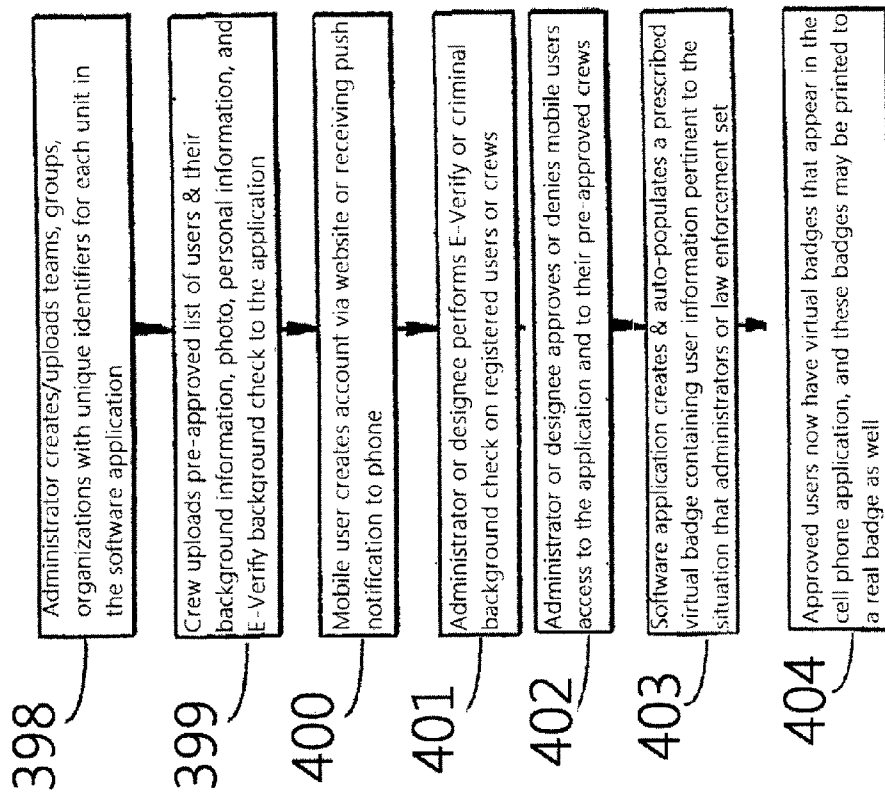 398
Administrator creates/uploads teams, groups,
organizations with unique identifiers for each unit in
the software application
399
Crew uploads pre-approved list of users & their
background information, photo, personal information, and
E-Verify background check to the application
400
Mobile user creates account via website or receiving push
notification to phone
401
Administrator or designee performs E-Verify or criminal
background check on registered users or crews
402
Administrator or designee approves or denies mobile users
access to the application and to their pre-approved crews
403
Software application creates & auto-populates a prescribed
virtual badge containing user information pertinent to the
situation that administrators or law enforcement set
404
Approved users now have virtual badges that appear in the
cell phone application, and these badges may be printed to
a real badge as well